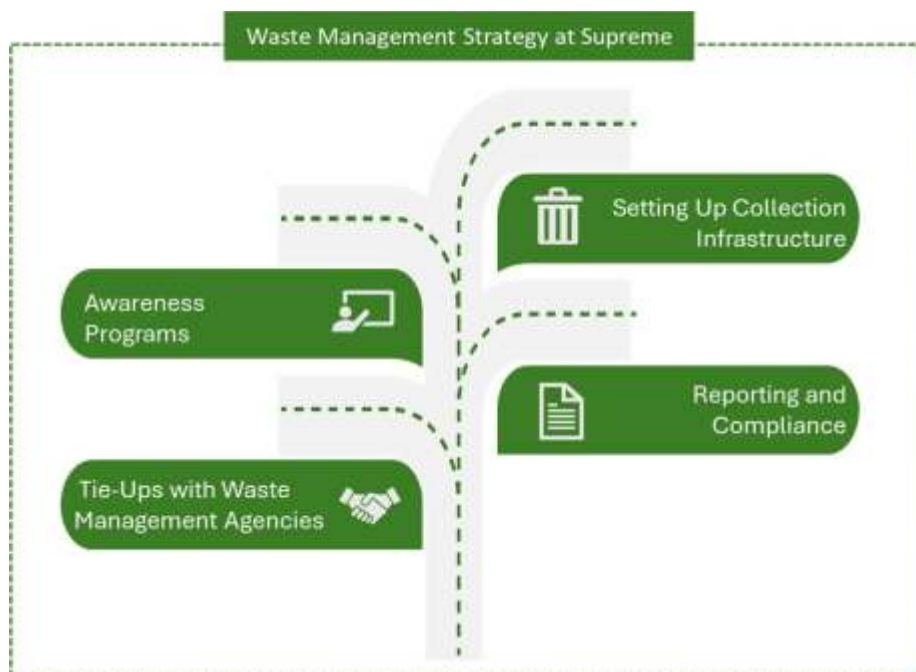 Waste Management Strategy at Supreme
Setting Up Collection
Infrastructure
Awareness
Programs
Reporting and
Compliance
Tie-Ups with Waste
Management Agencies